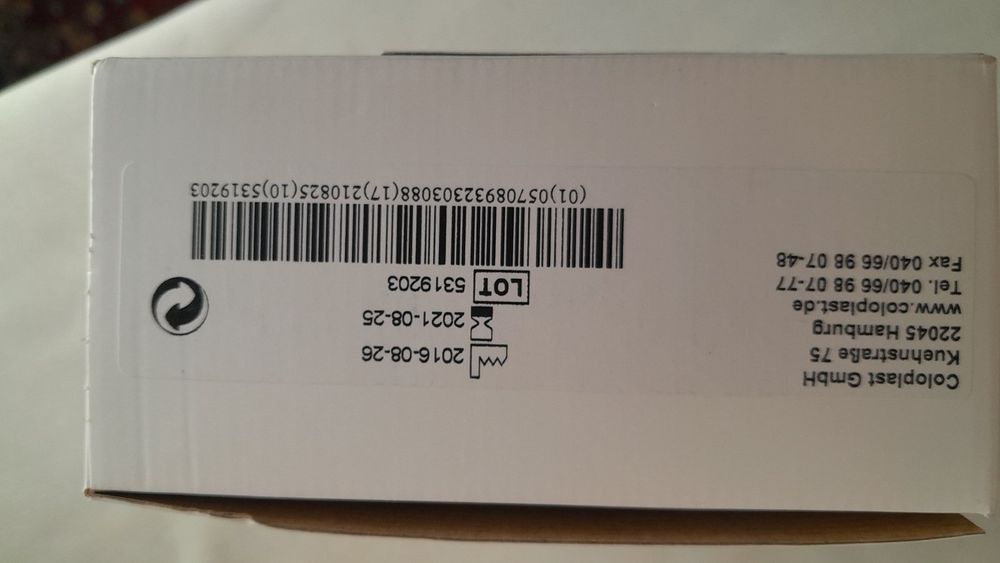 Coloplast GmbH
Kuehnstraße 75
22045 Hamburg
www.coloplast.de
Tel. 040/66 98 07-77
Fax 040/66 98 07-48
2016-08-26
2021-08-25
LOT 5319203
(01)05708932303088(17)210825(10)5319203